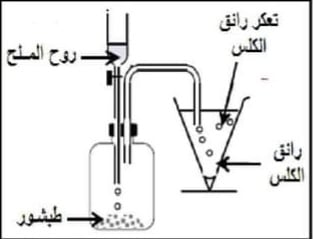 تعكر رائق
الكلس
روح الملح
رائق
الكلس
طبشور